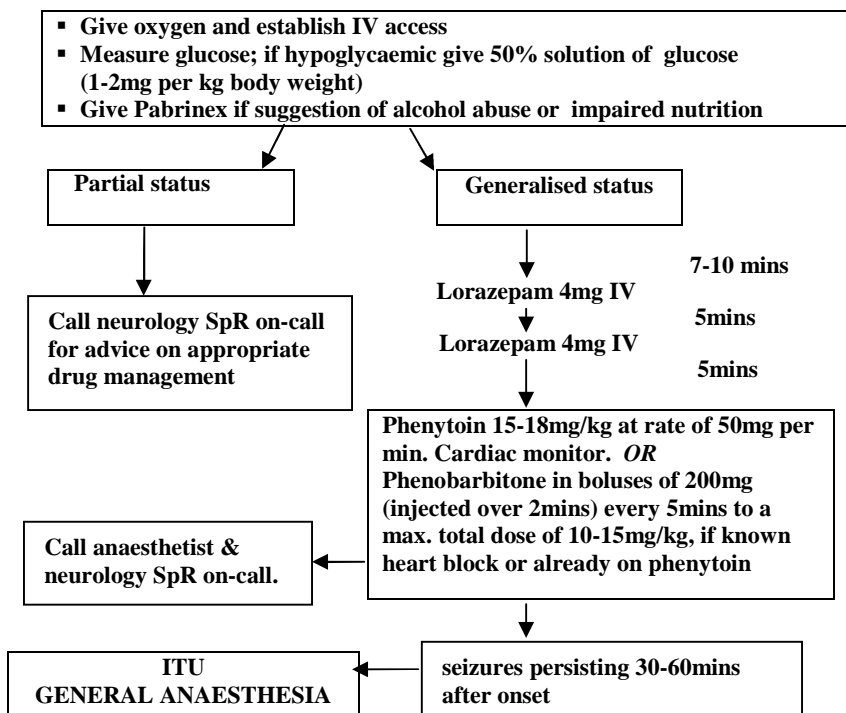 ▪ Give oxygen and establish IV access
▪ Measure glucose; if hypoglycaemic give 50% solution of glucose
(1-2mg per kg body weight)
▪ Give Pabrinex if suggestion of alcohol abuse or impaired nutrition
Partial status
Generalised status
7-10 mins
Lorazepam 4mg IV
5mins
Lorazepam 4mg IV
5mins
Call neurology SpR on-call
for advice on appropriate
drug management
Phenytoin 15-18mg/kg at rate of 50mg per
min. Cardiac monitor. OR
Phenobarbitone in boluses of 200mg
(injected over 2mins) every 5mins to a
max. total dose of 10-15mg/kg, if known
heart block or already on phenytoin
Call anaesthetist &
neurology SpR on-call.
seizures persisting 30-60mins
after onset
ITU
GENERAL ANAESTHESIA